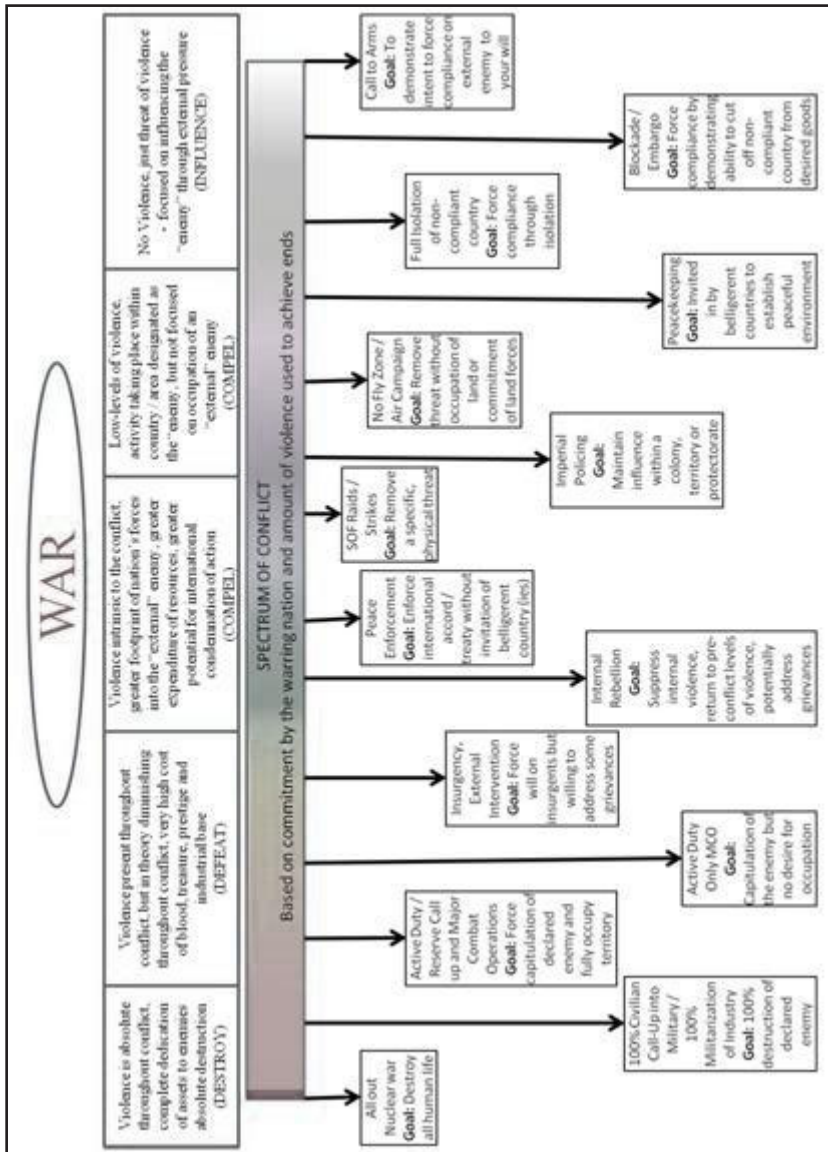 WAR
Violence is absolute
throughout conflict,
complete dedication
of assets to enemies
absolute destruction
(DESTROY)
Violence present throughout
conflict, but in theory diminishing
throughout conflict, very high cost
of blood, treasure, prestige and
industrial base
(DEFEAT)
Violence intrinsic to the conflict,
greater footprint of nation's forces
into the "external" enemy, greater
expenditure of resources, greater
potential for international
condemnation of action
(COMPEL)
Low-levels of violence,
activity taking place within
country / area designated as
the "enemy, but not focused
on occupation of an
"external" enemy
(COMPEL)
No Violence, just threat of violence
- focused on influencing the
"enemy" through external pressure
(INFLUENCE)
SPECTRUM OF CONFLICT
Based on commitment by the warring nation and amount of violence used to achieve ends
All out
Nuclear war
Goal: Destroy
all human life
100% Civilian
Call-Up into
Military /
100%
Militarization
of Industry
Goal: 100%
destruction of
declared
enemy
Active Duty /
Reserve Call
up and Major
Combat
Operations
Goal: Force
capitulation of
declared
enemy and
fully occupy
territory
Active Duty
Only MCO
Goal:
Capitulation of
the enemy but
no desire for
occupation
Insurgency,
External
Intervention
Goal: Force
will on
insurgents but
willing to
address some
grievances
Internal
Rebellion
Goal:
Suppress
internal
violence,
return to pre-
conflict levels
of violence,
potentially
address
grievances
Peace
Enforcement
Goal: Enforce
international
accord /
treaty without
invitation of
belligerent
country (ies)
SOF Raids /
Strikes
Goal: Remove
a specific,
physical threat
Imperial
Policing
Goal:
Maintain
influence
within a
colony,
territory or
protectorate
No Fly Zone /
Air Campaign
Goal: Remove
threat without
occupation of
land or
commitment
of land forces
Peacekeeping
Goal: Invited
in by
belligerent
countries to
establish
peaceful
environment
Full Isolation
of non-
compliant
country
Goal: Force
compliance
through
isolation
Blockade /
Embargo
Goal: Force
compliance by
demonstrating
ability to cut
off non-
compliant
country from
desired goods
Call to Arms
Goal: To
demonstrate
intent to force
compliance on
external
enemy to
your will